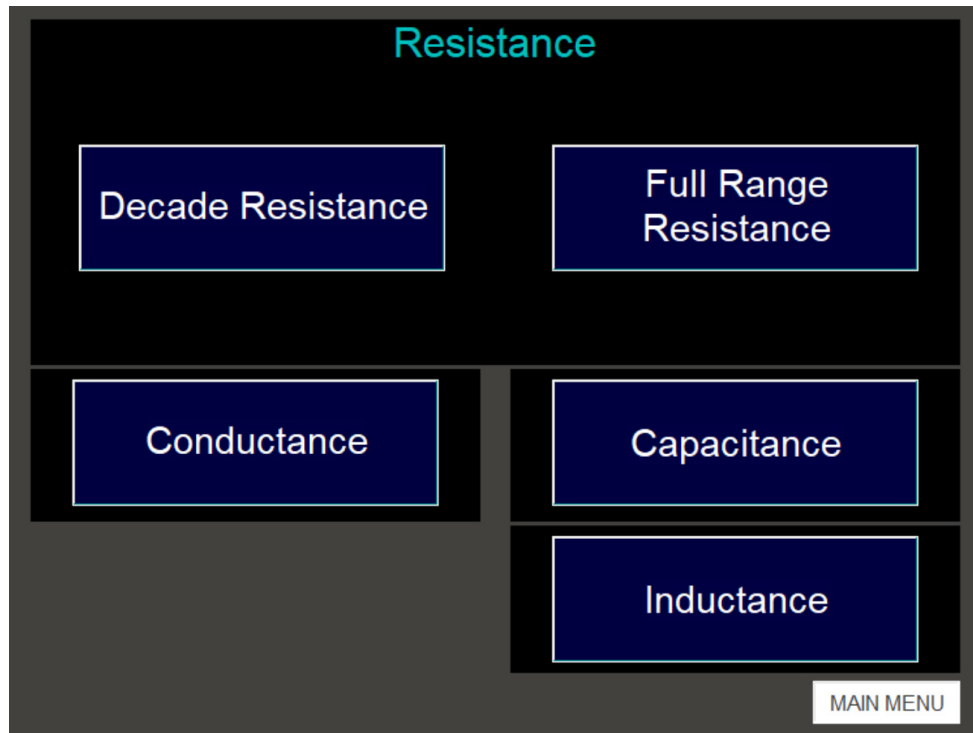 Resistance
Decade Resistance
Full Range
Resistance
Conductance
Capacitance
Inductance
MAIN MENU